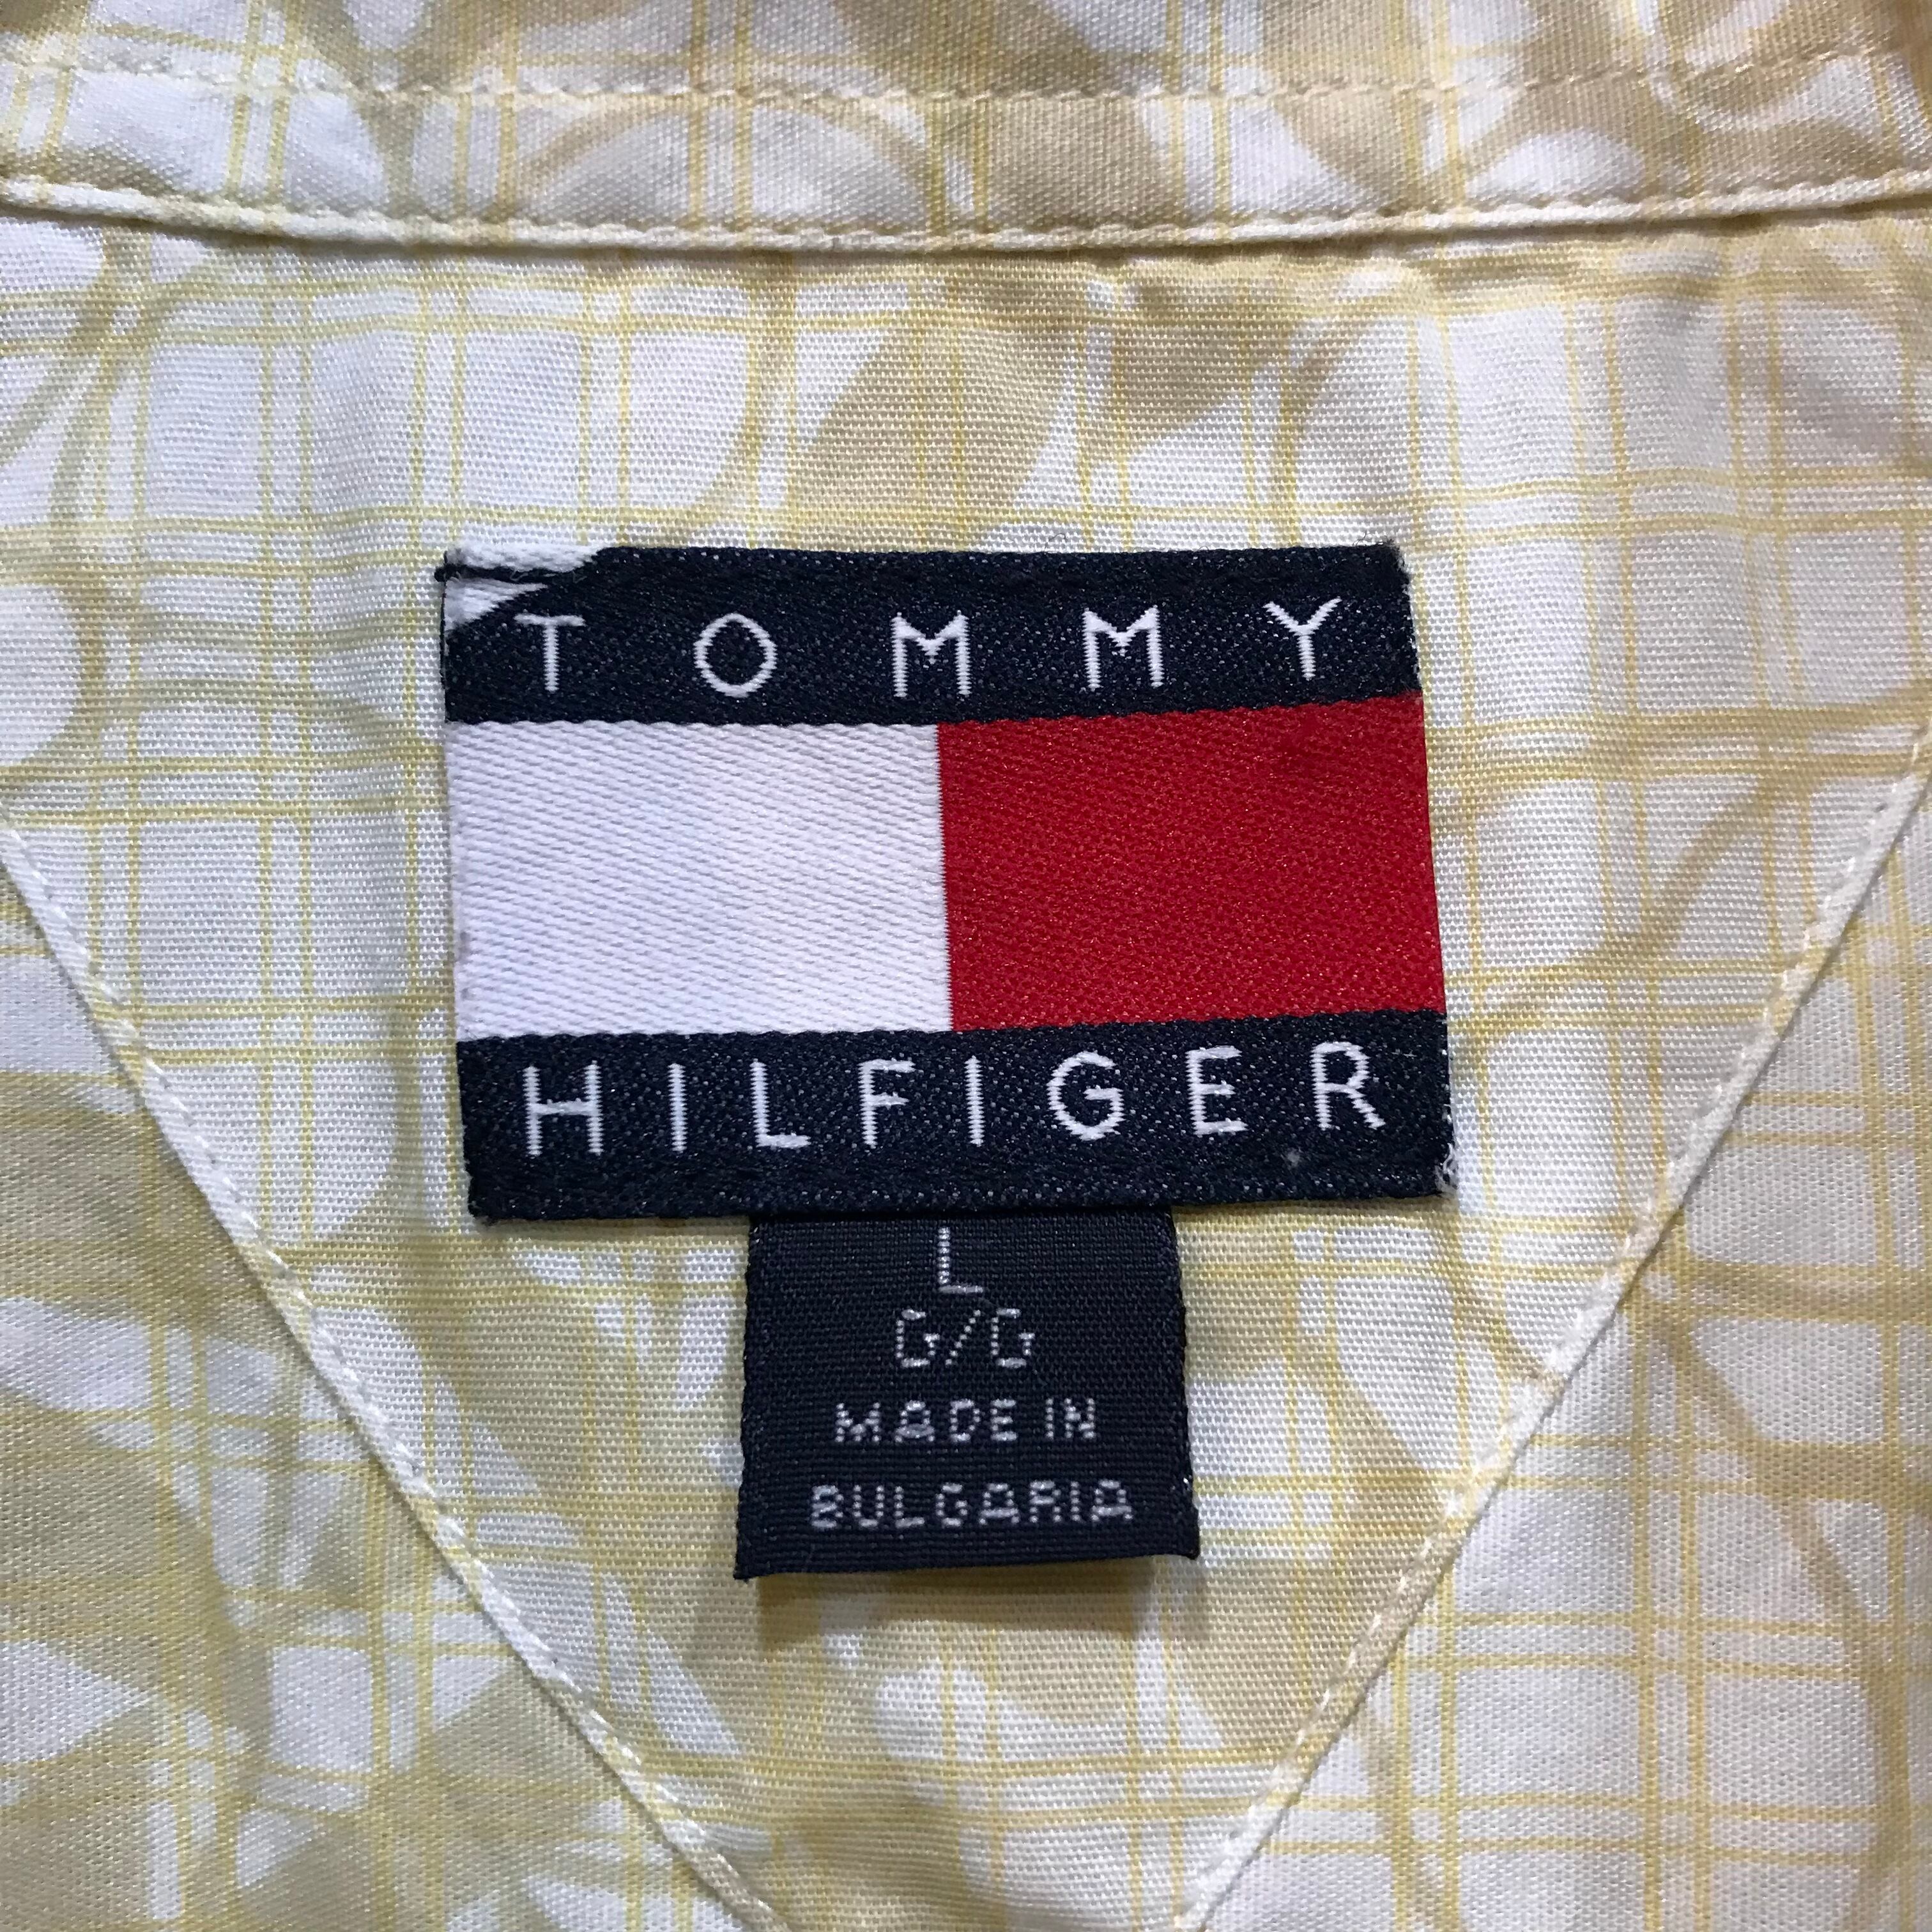 TOMMY
HILFIGER
L
G/G
MADE IN
BULGARIA